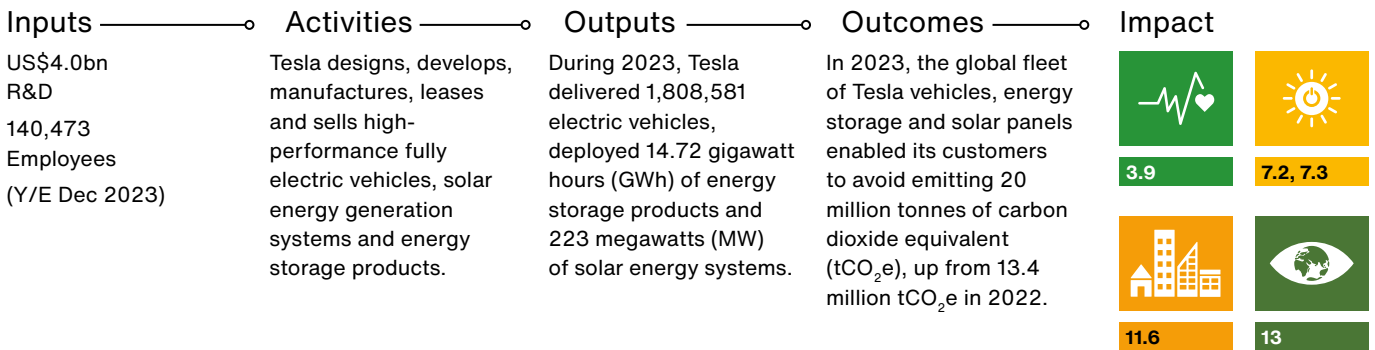 Inputs
US$4.0bn
R&D
140,473
Employees
(Y/E Dec 2023)
Activities
Tesla designs, develops,
manufactures, leases
and sells high-
performance fully
electric vehicles, solar
energy generation
systems and energy
storage products.
Outputs
During 2023, Tesla
delivered 1,808,581
electric vehicles,
deployed 14.72 gigawatt
hours (GWh) of energy
storage products and
223 megawatts (MW)
of solar energy systems.
Outcomes
In 2023, the global fleet
of Tesla vehicles, energy
storage and solar panels
enabled its customers
to avoid emitting 20
million tonnes of carbon
dioxide equivalent
(tCO₂e), up from 13.4
million tCO₂e in 2022.
Impact
3.9
7.2, 7.3
11.6
13